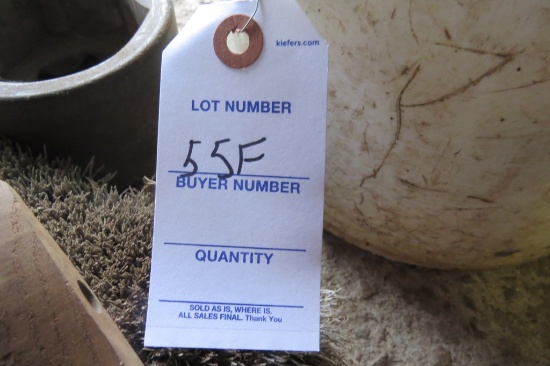 kiefers.com
LOT NUMBER
55F
BUYER NUMBER
QUANTITY
SOLD AS IS, WHERE IS.
ALL SALES FINAL. Thank You